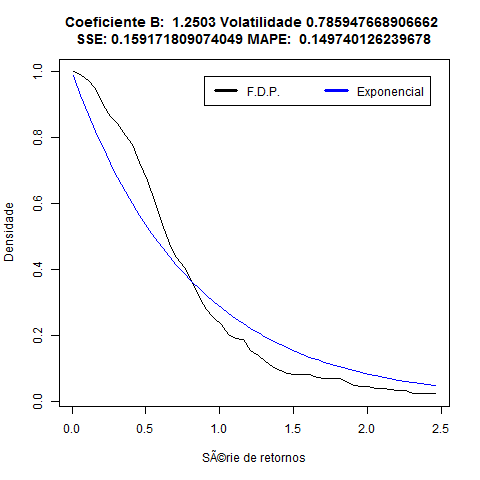 Coeficiente B:  1.2503 Volatilidade 0.785947668906662
SSE: 0.159171809074049 MAPE:  0.149740126239678
F.D.P.
Exponencial
1.0
0.8
0.6
0.4
0.2
0.0
Densidade
0.0 0.5 1.0 1.5 2.0 2.5
SÃ©rie de retornos